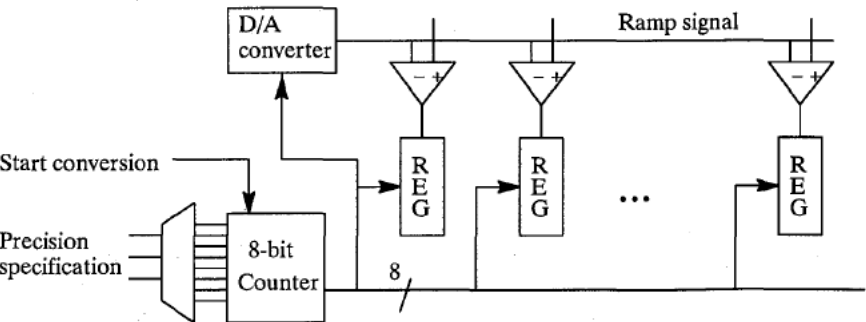 D/A
converter
Ramp signal
− +
− +
− +
Start conversion
R
E
G
R
E
G
...
R
E
G
Precision
specification
8-bit
Counter
8